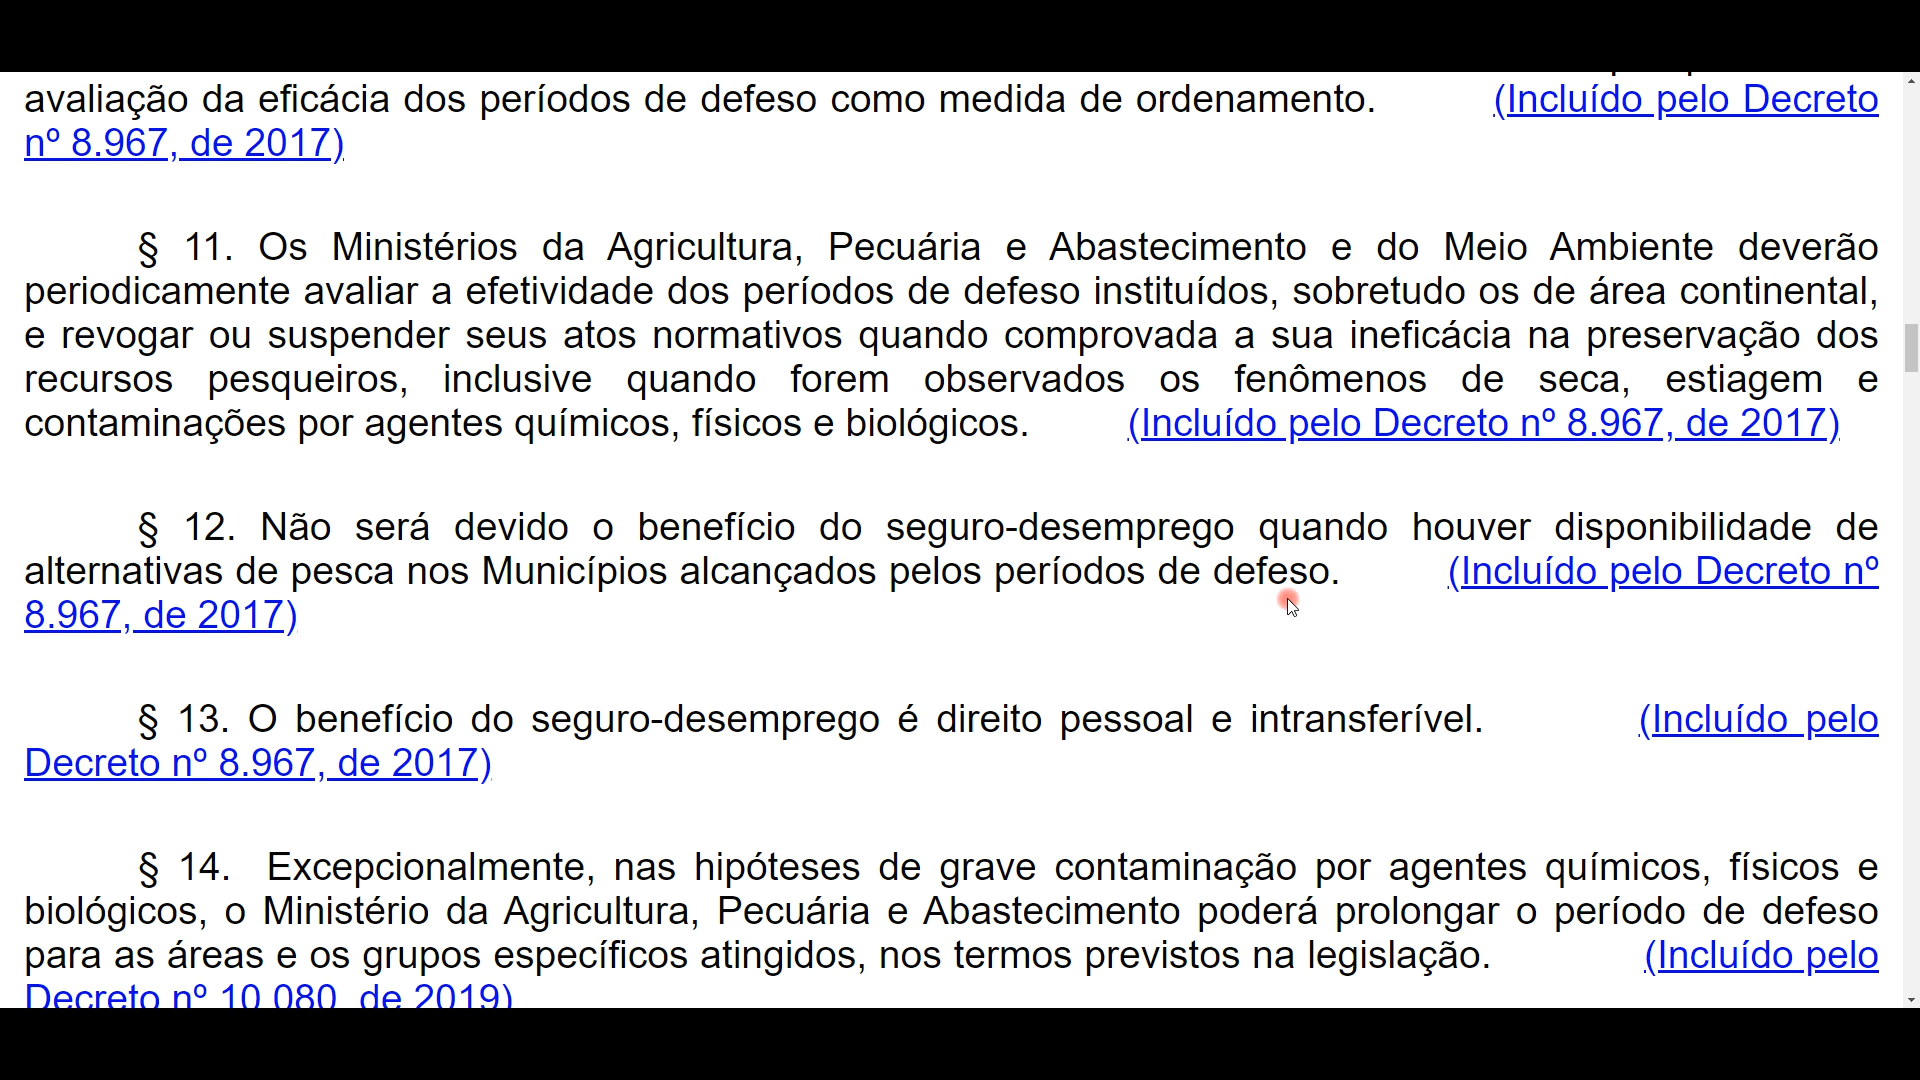 avaliação da eficácia dos períodos de defeso como medida de ordenamento. (Incluído pelo Decreto
nº 8.967, de 2017)
§ 11. Os Ministérios da Agricultura, Pecuária e Abastecimento e do Meio Ambiente deverão
periodicamente avaliar a efetividade dos períodos de defeso instituídos, sobretudo os de área continental,
e revogar ou suspender seus atos normativos quando comprovada a sua ineficácia na preservação dos
recursos pesqueiros, inclusive quando forem observados os fenômenos de seca, estiagem e
contaminações por agentes químicos, físicos e biológicos. (Incluído pelo Decreto nº 8.967, de 2017)
§ 12. Não será devido o benefício do seguro-desemprego quando houver disponibilidade de
alternativas de pesca nos Municípios alcançados pelos períodos de defeso. (Incluído pelo Decreto nº
8.967, de 2017)
§ 13. O benefício do seguro-desemprego é direito pessoal e intransferível. (Incluído pelo
Decreto nº 8.967, de 2017)
§ 14. Excepcionalmente, nas hipóteses de grave contaminação por agentes químicos, físicos e
biológicos, o Ministério da Agricultura, Pecuária e Abastecimento poderá prolongar o período de defeso
para as áreas e os grupos específicos atingidos, nos termos previstos na legislação. (Incluído pelo
Decreto nº 10.080, de 2019)